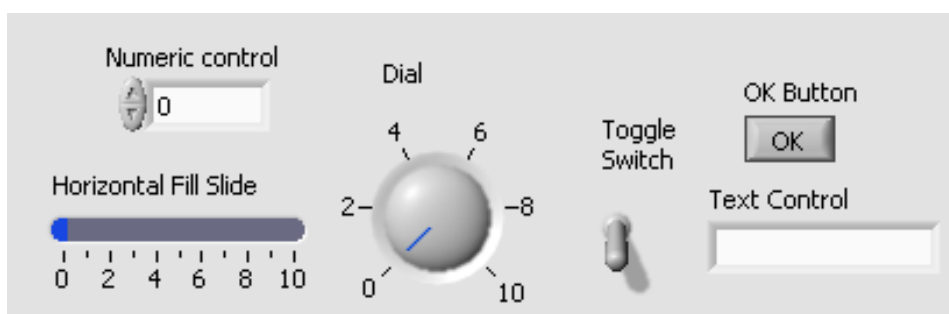 Numeric control
0
Dial
OK Button
OK
Toggle
Switch
4 6
Horizontal Fill Slide
2 8
0 2 4 6 8 10
0 10
Text Control